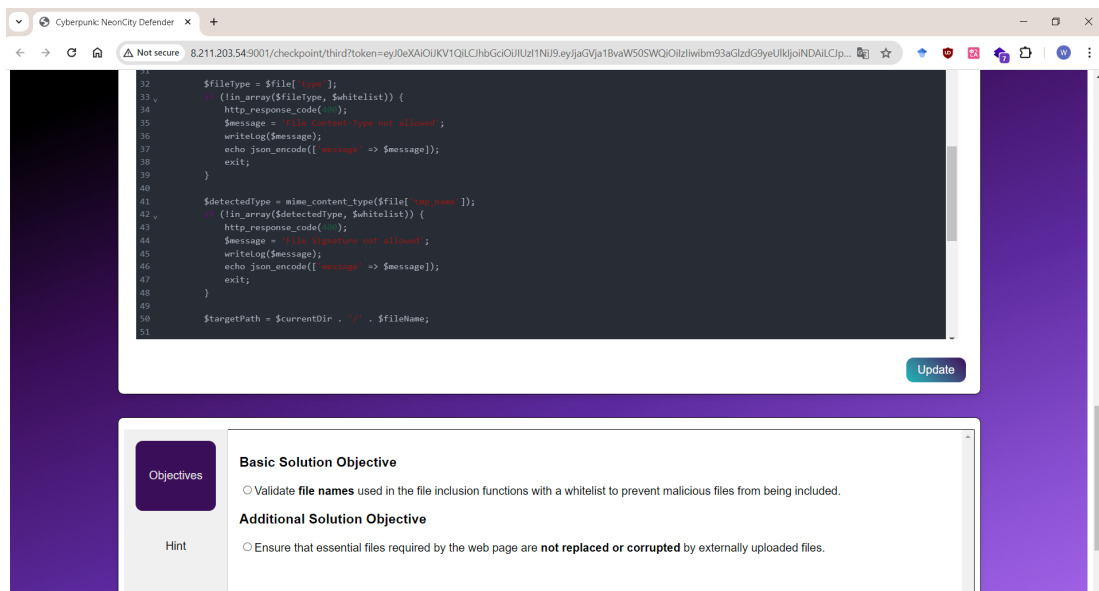 Cyberpunk: NeonCity Defender
Not secure 8.211.203.54:9001/checkpoint/third?token=eyJ0eXAiOiJKV1QiLCJhbGciOiJIUzI1NiJ9.eyJjaGVja1BvaW50SWQiOiIzIiwibm93aGlzdG9yeUlkIjoiNDAiLCJp...
7
W
31
32 $fileType = $file["type"];
33 if (!in_array($fileType, $whitelist)) {
34 http_response_code(400);
35 $message = 'File Content-Type not allowed';
36 writeLog($message);
37 echo json_encode(['message' => $message]);
38 exit;
39 }
40
41 $detectedType = mime_content_type($file['tmp_name']);
42 if (!in_array($detectedType, $whitelist)) {
43 http_response_code(400);
44 $message = 'File Signature not allowed';
45 writeLog($message);
46 echo json_encode(['message' => $message]);
47 exit;
48 }
49
50 $targetPath = $currentDir . '/' . $fileName;
51
Update
Objectives
Hint
Basic Solution Objective
Validate file names used in the file inclusion functions with a whitelist to prevent malicious files from being included.
Additional Solution Objective
Ensure that essential files required by the web page are not replaced or corrupted by externally uploaded files.